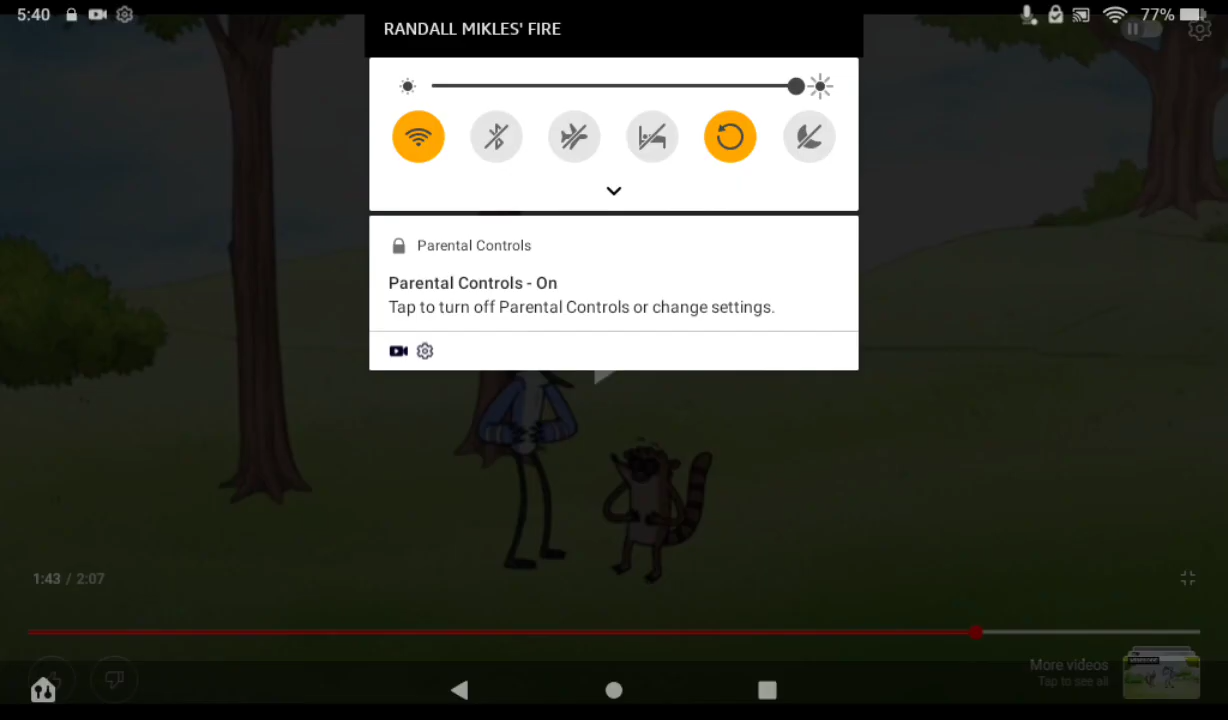 5:40
77%
RANDALL MIKLES' FIRE
Parental Controls
Parental Controls - On
Tap to turn off Parental Controls or change settings.
1:43 / 2:07
More videos
Tap to see all